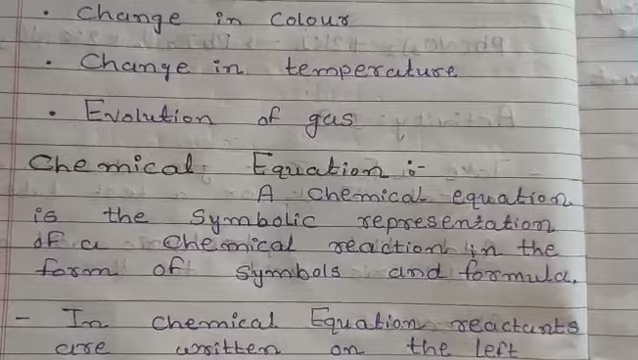 • Change in Colour
• Change in temperature
• Evolution of gas
Chemical Equation :-
A chemical equation
is the symbolic representation
of a chemical reaction in the
form of symbols and formula.
- In chemical Equation reactants
are written on the left